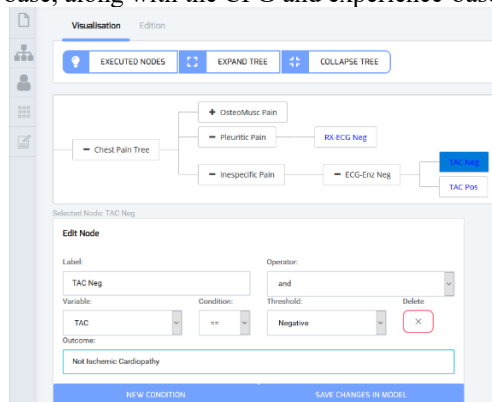 base, along with the CPG and experience-base
Visualisation Edition
EXECUTED NODES EXPAND TREE COLLAPSE TREE
OsteoMusc Pain
Pleuritic Pain RX-ECG Neg
Chest Pain Tree
Inespecific Pain ECG-Enz Neg TAC Neg
TAC Pos
Selected Node: TAC Neg
Edit Node
Label: Operator:
TAC Neg and
Variable: Condition: Threshold: Delete
TAC == Negative ×
Outcome:
Not Ischemic Cardiopathy
NEW CONDITION SAVE CHANGES IN MODEL